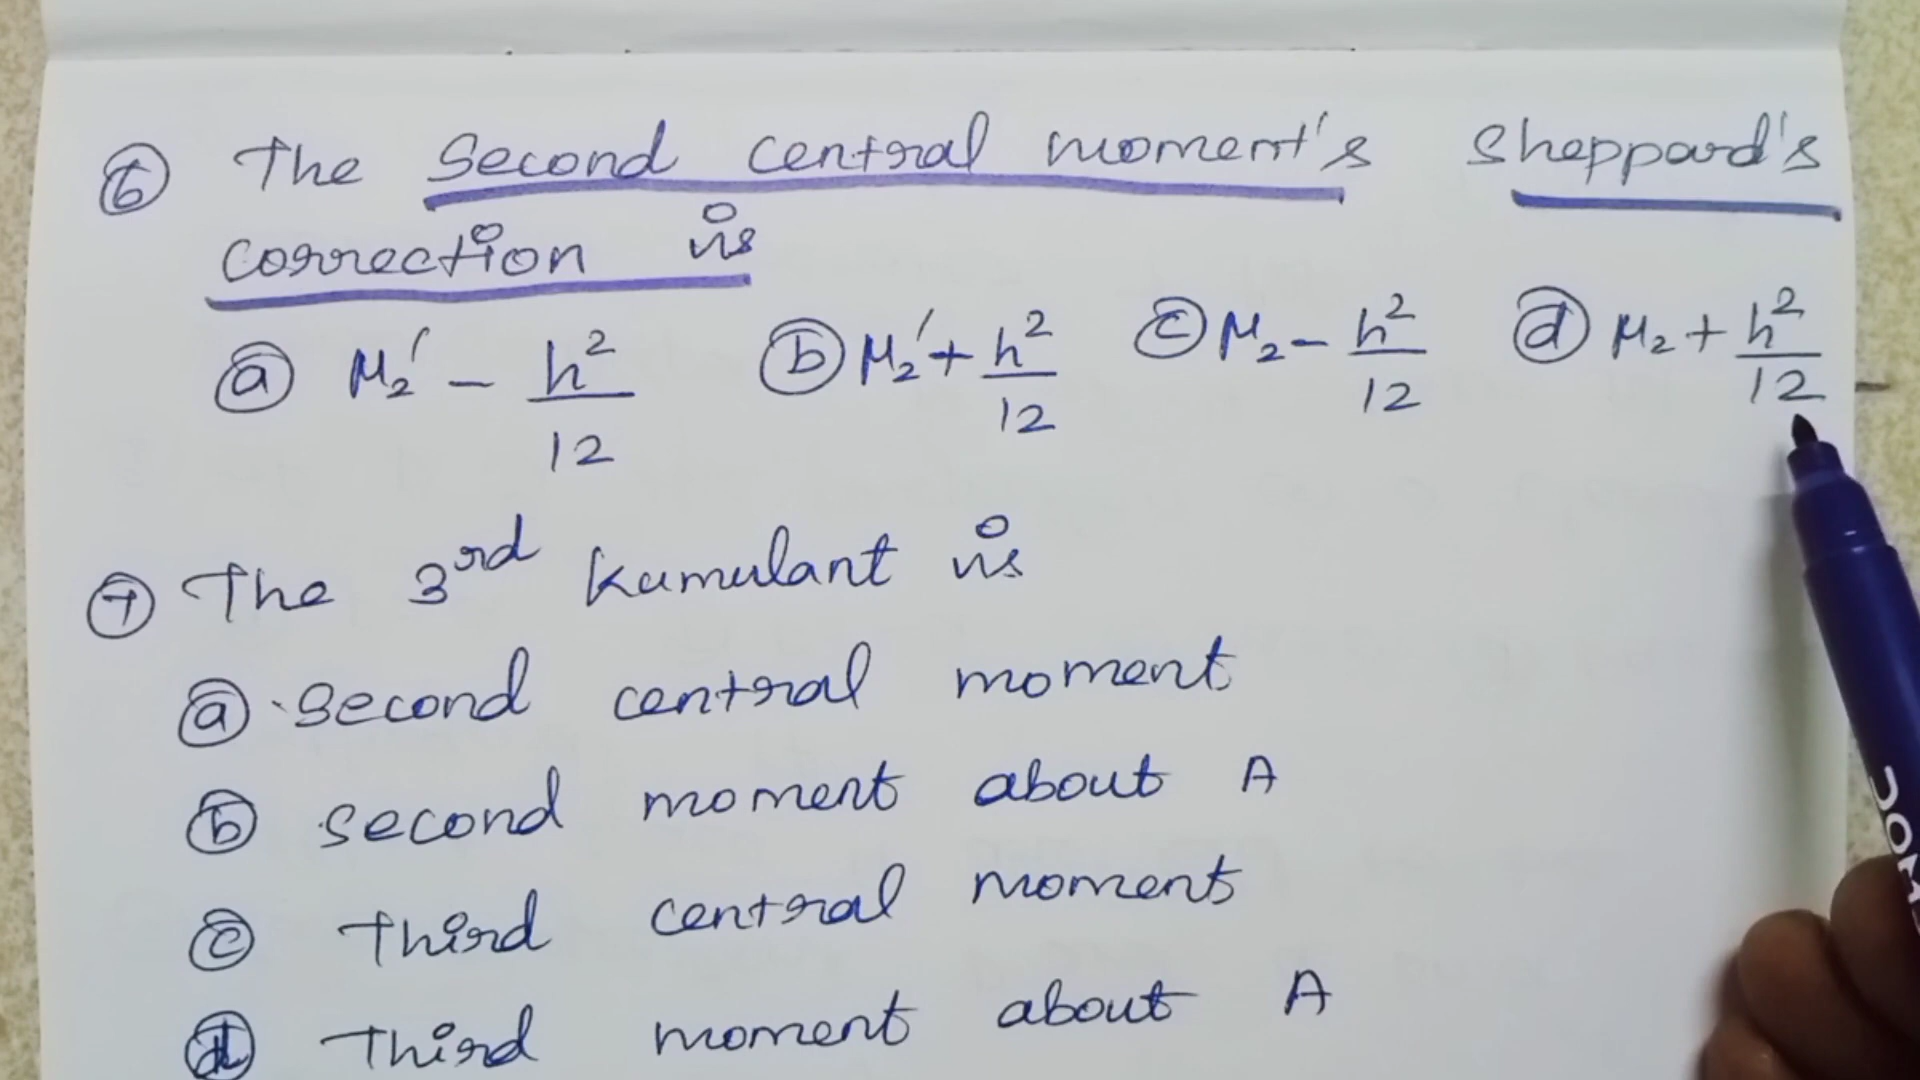 ⑥ The Second central moment's Sheppard's
correction is
ⓐ μ₂′ − h²/12 ⓑ μ₂′ + h²/12 ⓒ μ₂ − h²/12 ⓓ μ₂ + h²/12
⑦ The 3rd kumulant is
ⓐ Second central moment
ⓑ Second moment about A
ⓒ Third central moment
ⓓ Third moment about A
DOMS